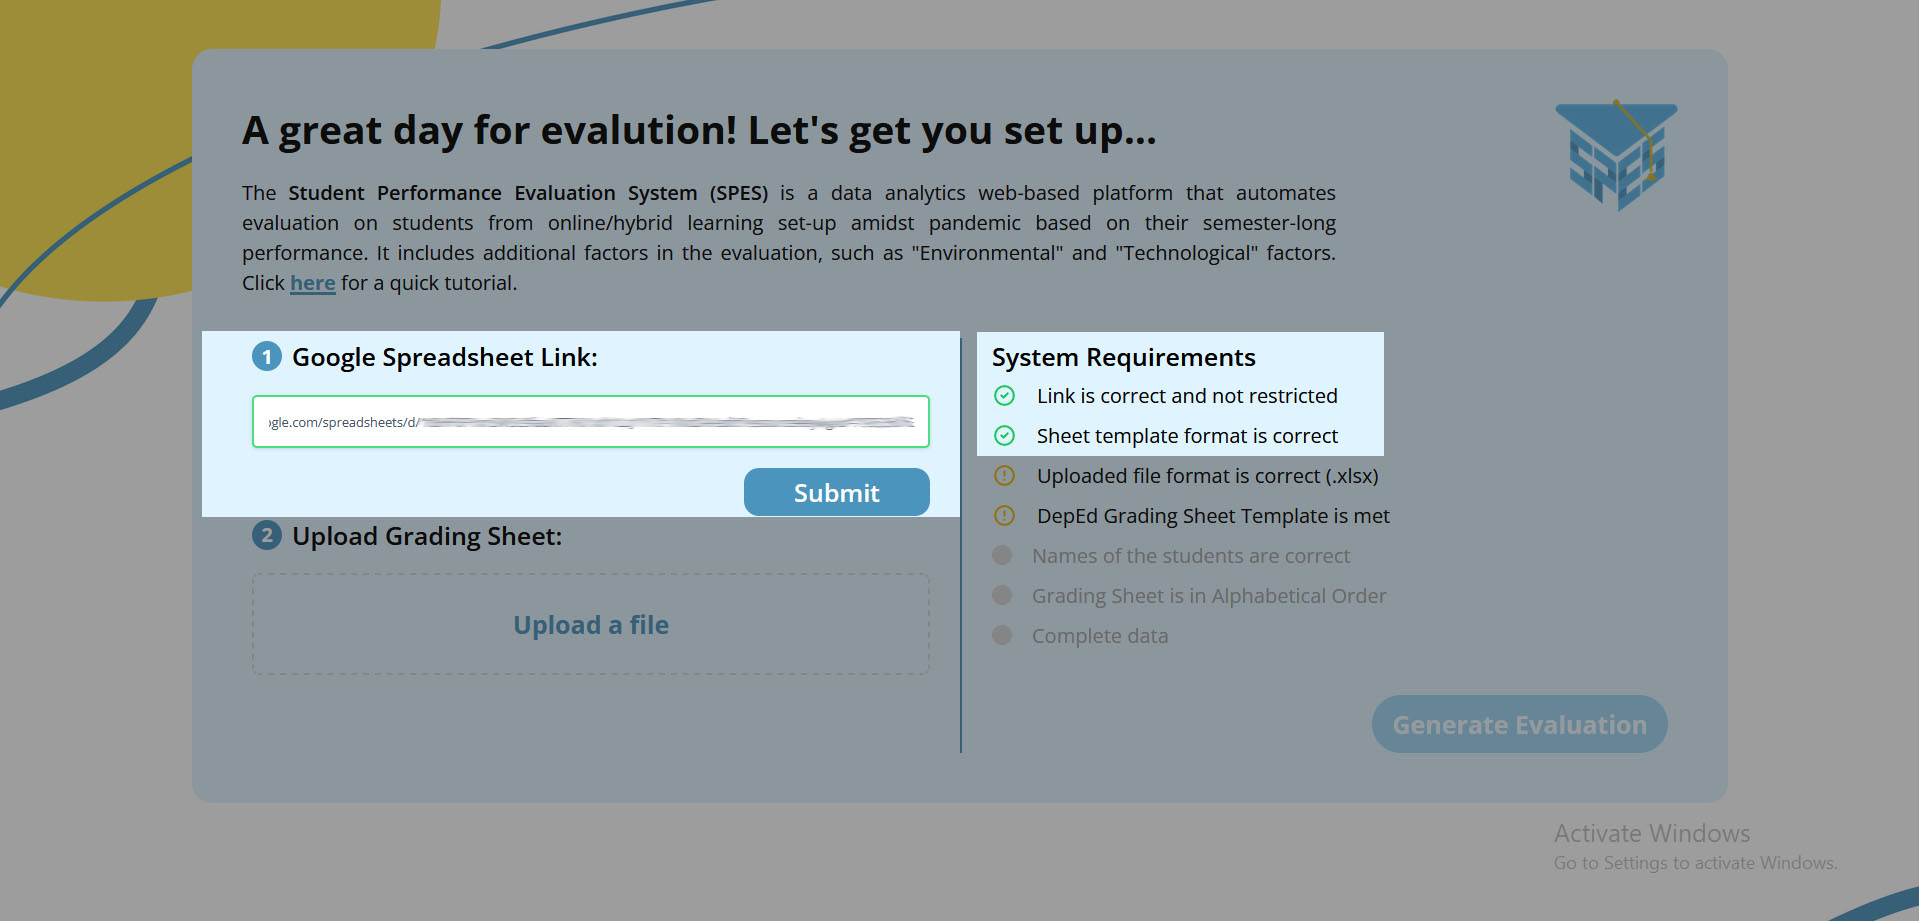 A great day for evalution! Let's get you set up...
SPES
The Student Performance Evaluation System (SPES) is a data analytics web-based platform that automates
evaluation on students from online/hybrid learning set-up amidst pandemic based on their semester-long
performance. It includes additional factors in the evaluation, such as "Environmental" and "Technological" factors.
Click here for a quick tutorial.
1 Google Spreadsheet Link:
gle.com/spreadsheets/d/
Submit
2 Upload Grading Sheet:
Upload a file
System Requirements
Link is correct and not restricted
Sheet template format is correct
Uploaded file format is correct (.xlsx)
DepEd Grading Sheet Template is met
Names of the students are correct
Grading Sheet is in Alphabetical Order
Complete data
Generate Evaluation
Activate Windows
Go to Settings to activate Windows.